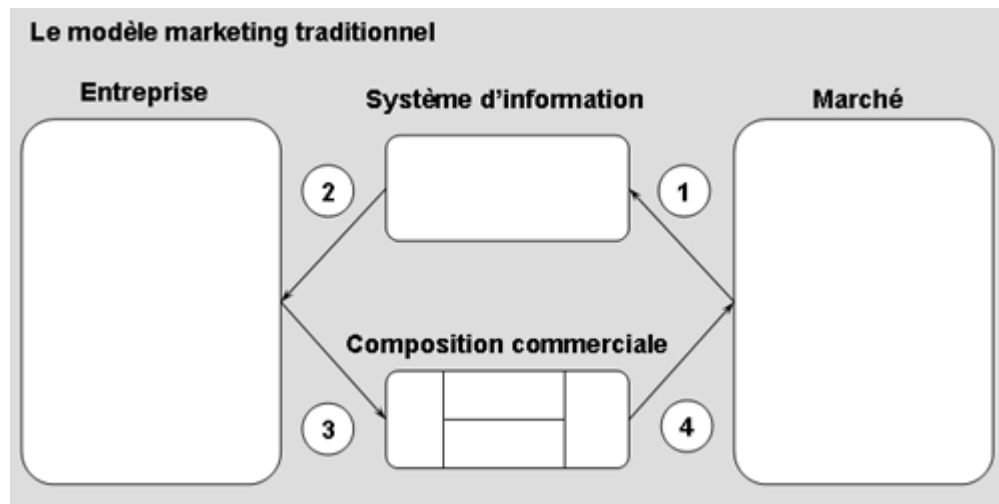 Le modèle marketing traditionnel
Entreprise
Système d'information
Marché
2
1
Composition commerciale
3
4